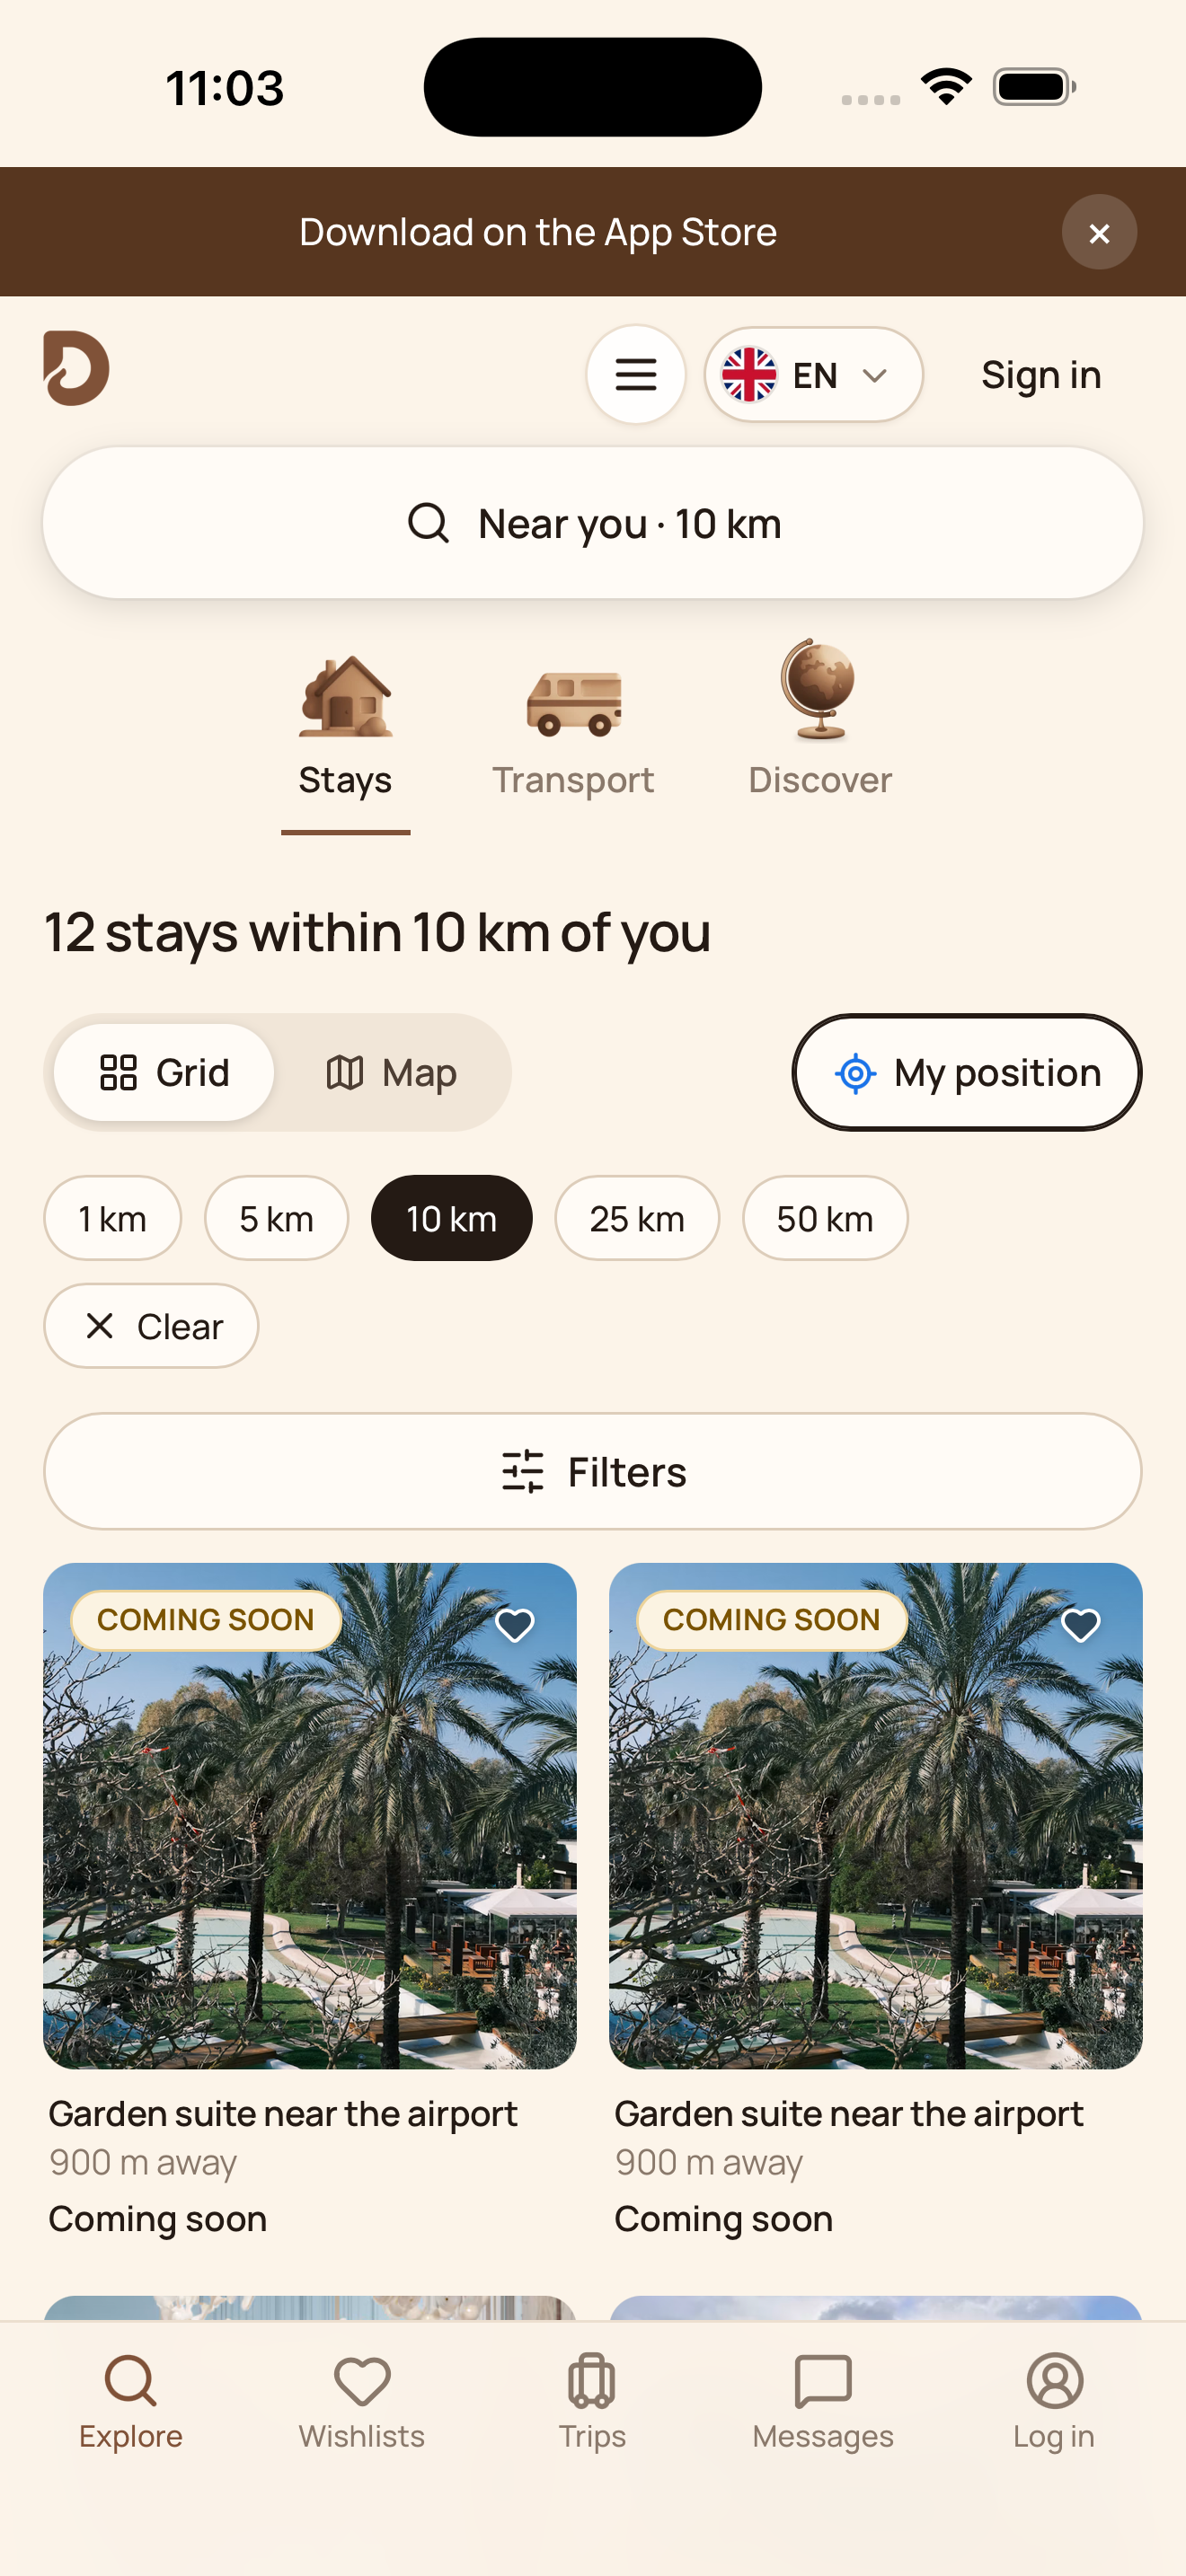 11:03
Download on the App Store
EN
Sign in
Near you · 10 km
Stays
Transport
Discover
12 stays within 10 km of you
Grid
Map
My position
1 km
5 km
10 km
25 km
50 km
Clear
Filters
COMING SOON
COMING SOON
Garden suite near the airport
900 m away
Coming soon
Garden suite near the airport
900 m away
Coming soon
Explore
Wishlists
Trips
Messages
Log in